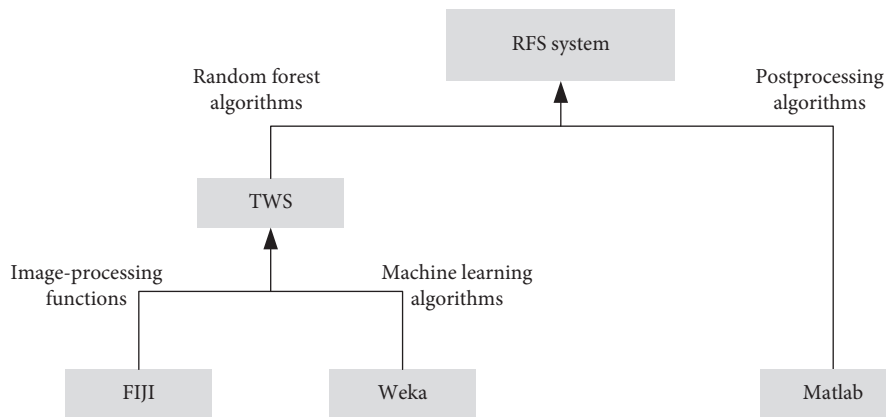 RFS system
Random forest
algorithms
Postprocessing
algorithms
TWS
Image-processing
functions
Machine learning
algorithms
FIJI
Weka
Matlab